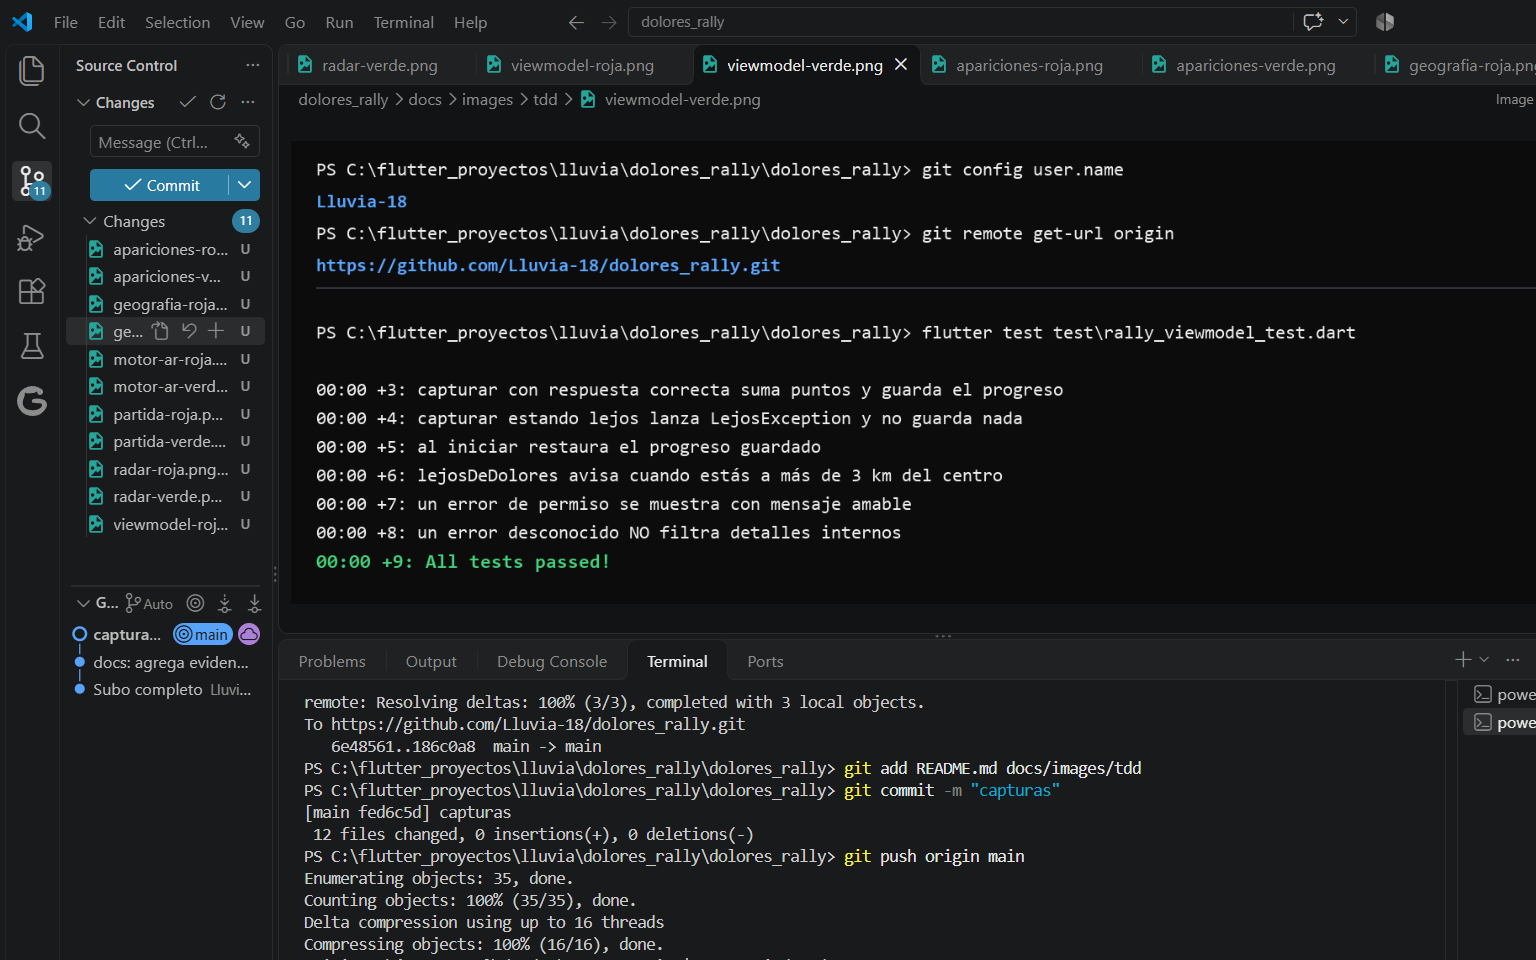 File Edit Selection View Go Run Terminal Help
dolores_rally
Source Control
Changes
Message (Ctrl...
Commit
Changes 11
11
apariciones-ro... U
apariciones-v... U
geografia-roja... U
ge... U
motor-ar-roja.... U
motor-ar-verd... U
partida-roja.p... U
partida-verde.... U
radar-roja.png... U
radar-verde.p... U
viewmodel-roj... U
G... Auto
captura... main
docs: agrega eviden...
Subo completo Lluvi...
radar-verde.png viewmodel-roja.png viewmodel-verde.png apariciones-roja.png apariciones-verde.png geografia-roja.pn
dolores_rally > docs > images > tdd > viewmodel-verde.png
Image
PS C:\flutter_proyectos\lluvia\dolores_rally\dolores_rally> git config user.name
Lluvia-18
PS C:\flutter_proyectos\lluvia\dolores_rally\dolores_rally> git remote get-url origin
https://github.com/Lluvia-18/dolores_rally.git
PS C:\flutter_proyectos\lluvia\dolores_rally\dolores_rally> flutter test test\rally_viewmodel_test.dart
00:00 +3: capturar con respuesta correcta suma puntos y guarda el progreso
00:00 +4: capturar estando lejos lanza LejosException y no guarda nada
00:00 +5: al iniciar restaura el progreso guardado
00:00 +6: lejosDeDolores avisa cuando estás a más de 3 km del centro
00:00 +7: un error de permiso se muestra con mensaje amable
00:00 +8: un error desconocido NO filtra detalles internos
00:00 +9: All tests passed!
Problems Output Debug Console Terminal Ports
remote: Resolving deltas: 100% (3/3), completed with 3 local objects.
To https://github.com/Lluvia-18/dolores_rally.git
6e48561..186c0a8 main -> main
PS C:\flutter_proyectos\lluvia\dolores_rally\dolores_rally> git add README.md docs/images/tdd
PS C:\flutter_proyectos\lluvia\dolores_rally\dolores_rally> git commit -m "capturas"
[main fed6c5d] capturas
12 files changed, 0 insertions(+), 0 deletions(-)
PS C:\flutter_proyectos\lluvia\dolores_rally\dolores_rally> git push origin main
Enumerating objects: 35, done.
Counting objects: 100% (35/35), done.
Delta compression using up to 16 threads
Compressing objects: 100% (16/16), done.
powe
powe